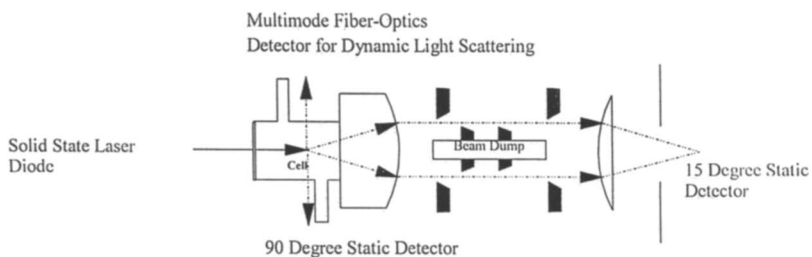 Multimode Fiber-Optics
Detector for Dynamic Light Scattering
Solid State Laser
Diode
Cell
Beam Dump
15 Degree Static
Detector
90 Degree Static Detector